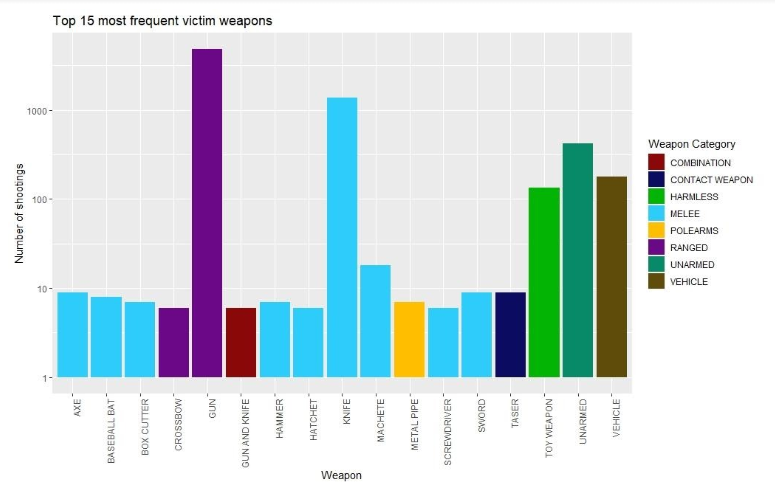 Top 15 most frequent victim weapons
Number of shootings
1000
100
10
1
AXE
BASEBALL BAT
BOX CUTTER
CROSSBOW
GUN
GUN AND KNIFE
HAMMER
HATCHET
KNIFE
MACHETE
METAL PIPE
SCREWDRIVER
SWORD
TASER
TOY WEAPON
UNARMED
VEHICLE
Weapon
Weapon Category
COMBINATION
CONTACT WEAPON
HARMLESS
MELEE
POLEARMS
RANGED
UNARMED
VEHICLE